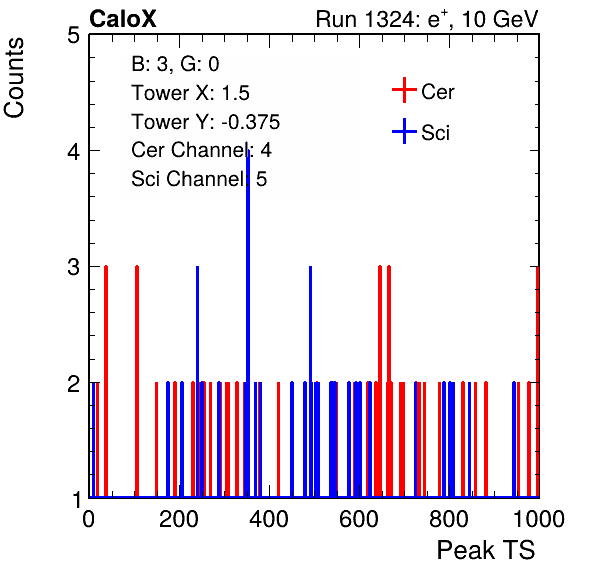 CaloX Run 1324: e+, 10 GeV
Counts
B: 3, G: 0
Tower X: 1.5
Tower Y: -0.375
Cer Channel: 4
Sci Channel: 5
Cer
Sci
5
4
3
2
1
0 200 400 600 800 1000
Peak TS